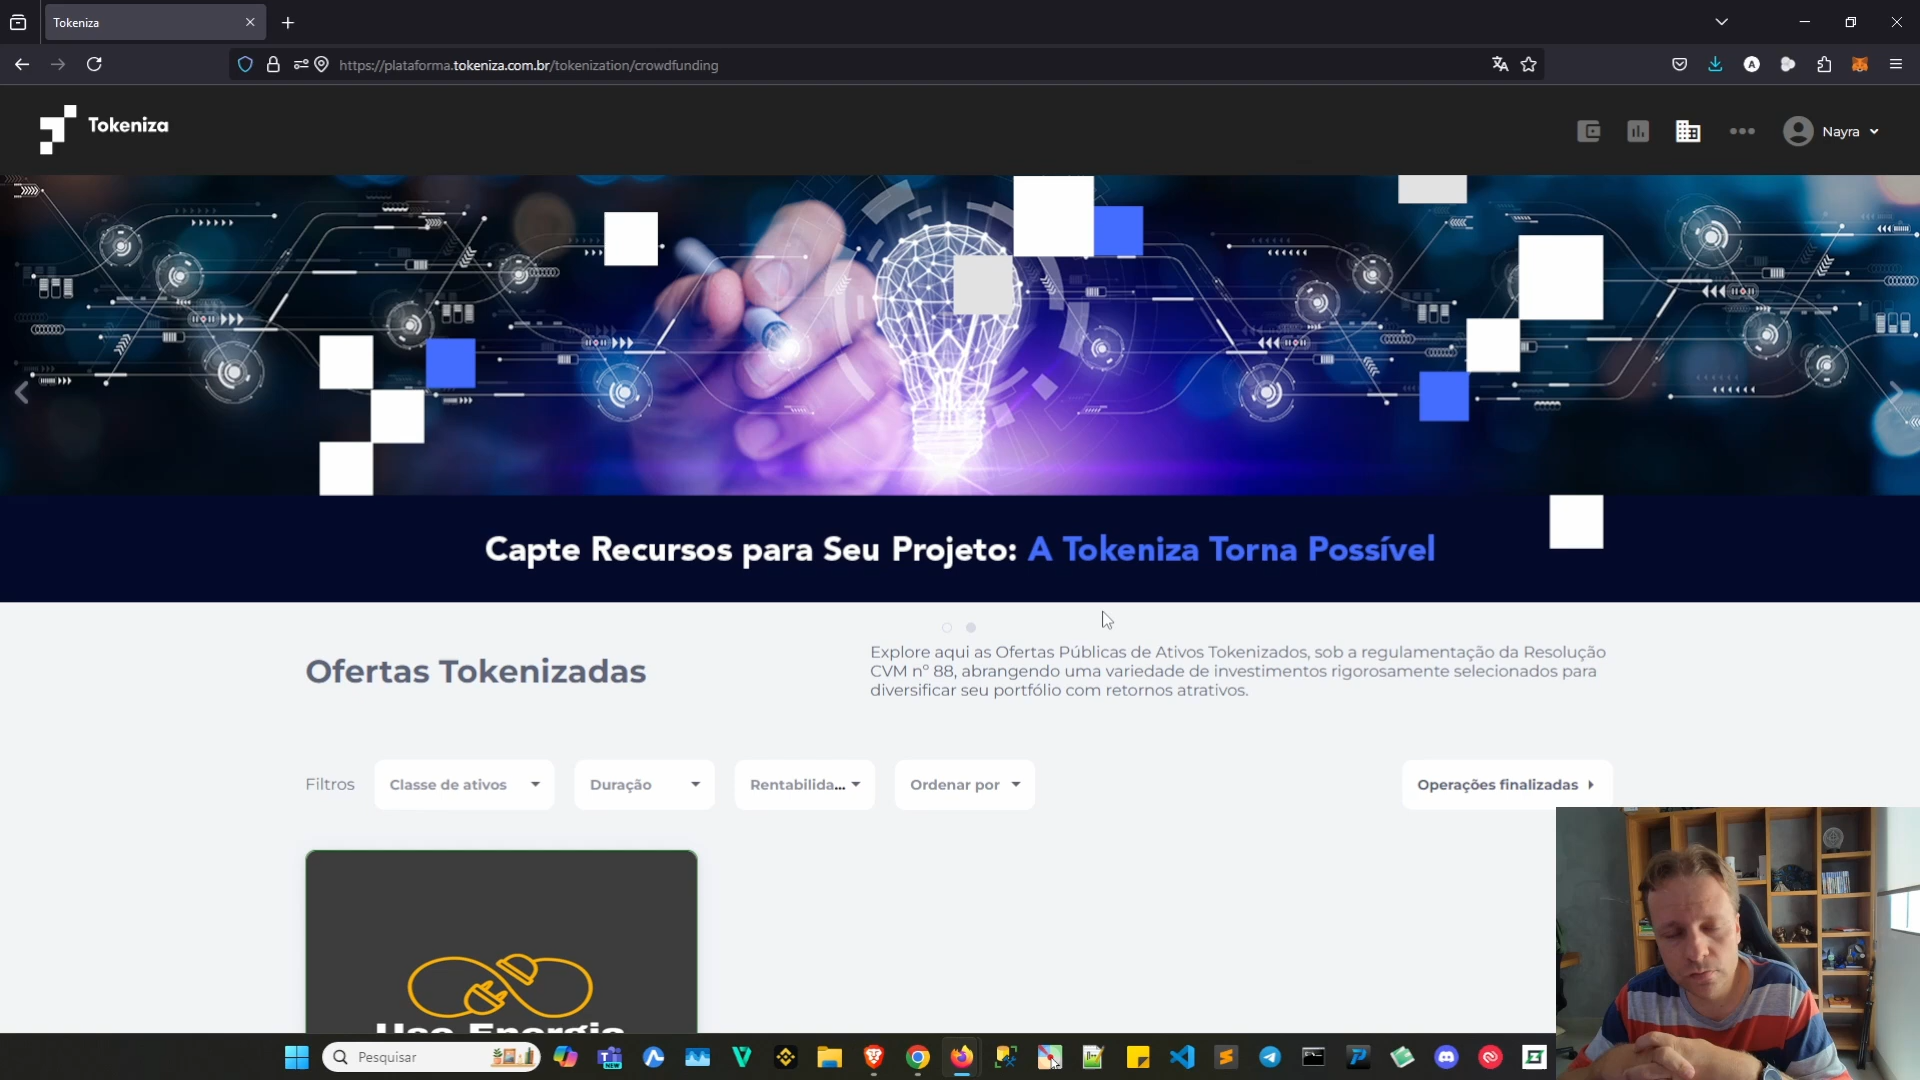 Tokeniza
https://plataforma.tokeniza.com.br/tokenization/crowdfunding
Tokeniza
Nayra
Capte Recursos para Seu Projeto: A Tokeniza Torna Possível
Ofertas Tokenizadas
Explore aqui as Ofertas Públicas de Ativos Tokenizados, sob a regulamentação da Resolução
CVM nº 88, abrangendo uma variedade de investimentos rigorosamente selecionados para
diversificar seu portfólio com retornos atrativos.
Filtros
Classe de ativos
Duração
Rentabilida...
Ordenar por
Operações finalizadas
Pesquisar
NEW